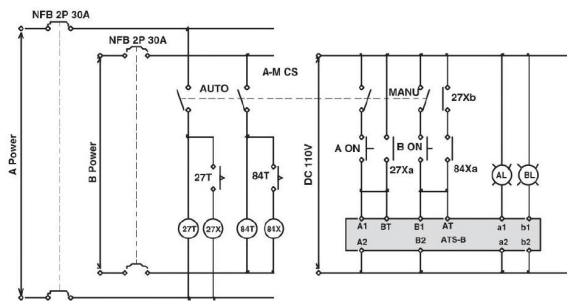 NFB 2P 30A
NFB 2P 30A
A-M CS
AUTO
MANU
27Xb
A Power
B Power
DC 110V
A ON
B ON
27T
84T
27Xa
84Xa
AL
BL
27T
27X
84T
84X
A1 BT B1 AT a1 b1
A2 B2 ATS-B a2 b2